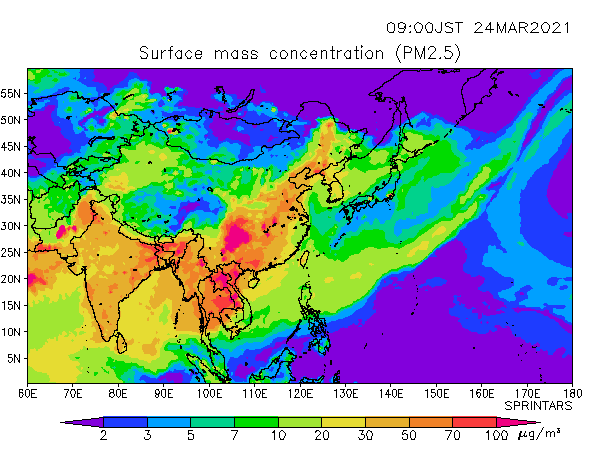 09:00JST 24MAR2021
Surface mass concentration (PM2.5)
55N
50N
45N
40N
35N
30N
25N
20N
15N
10N
5N
60E 70E 80E 90E 100E 110E 120E 130E 140E 150E 160E 170E 180
SPRINTARS
2 3 5 7 10 20 30 50 70 100 μg/m³